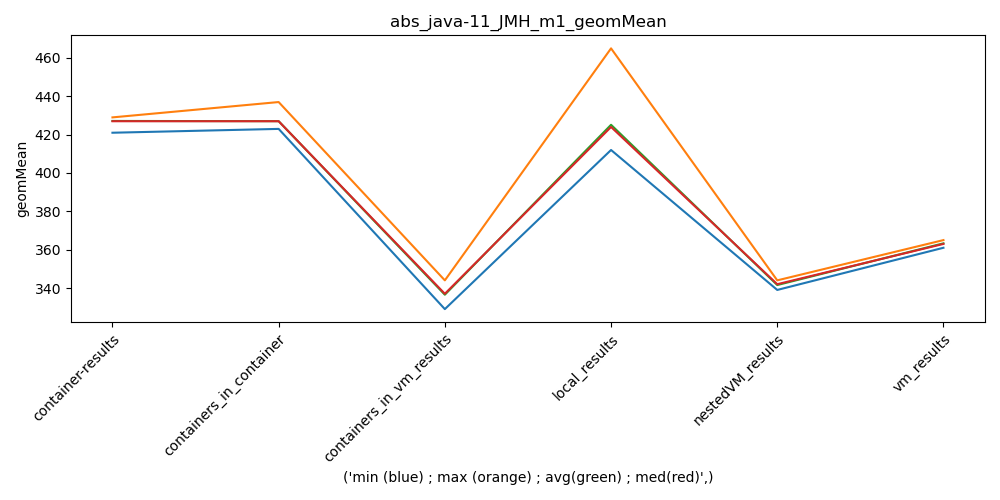 abs_java-11_JMH_m1_geomMean
geomMean
460
440
420
400
380
360
340
container-results
containers_in_container
containers_in_vm_results
local_results
nestedVM_results
vm_results
('min (blue) ; max (orange) ; avg(green) ; med(red)',)